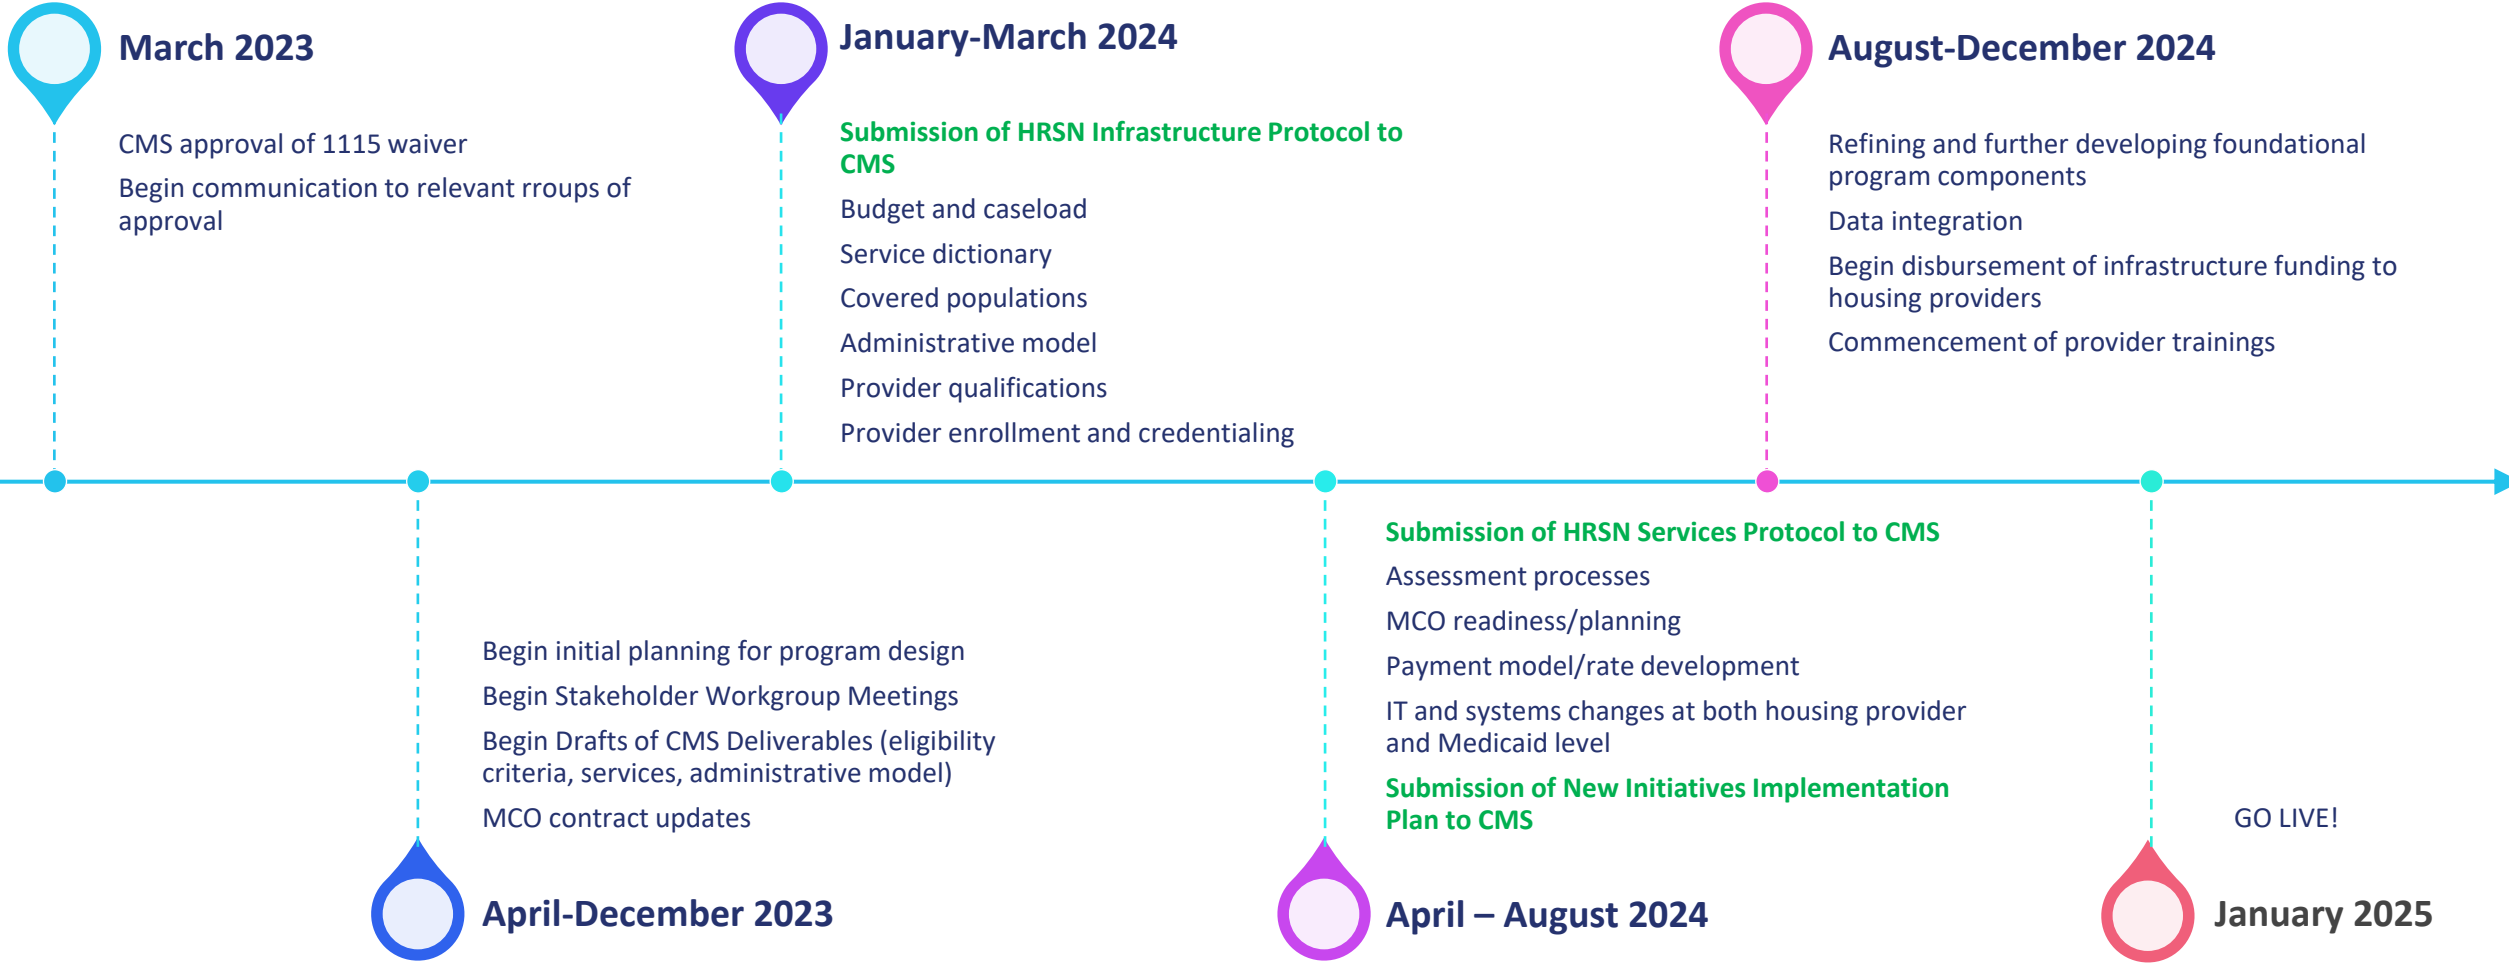 March 2023
CMS approval of 1115 waiver
Begin communication to relevant rroups of
approval
April-December 2023
Begin initial planning for program design
Begin Stakeholder Workgroup Meetings
Begin Drafts of CMS Deliverables (eligibility
criteria, services, administrative model)
MCO contract updates
January-March 2024
Submission of HRSN Infrastructure Protocol to
CMS
Budget and caseload
Service dictionary
Covered populations
Administrative model
Provider qualifications
Provider enrollment and credentialing
April – August 2024
Submission of HRSN Services Protocol to CMS
Assessment processes
MCO readiness/planning
Payment model/rate development
IT and systems changes at both housing provider
and Medicaid level
Submission of New Initiatives Implementation
Plan to CMS
August-December 2024
Refining and further developing foundational
program components
Data integration
Begin disbursement of infrastructure funding to
housing providers
Commencement of provider trainings
January 2025
GO LIVE!